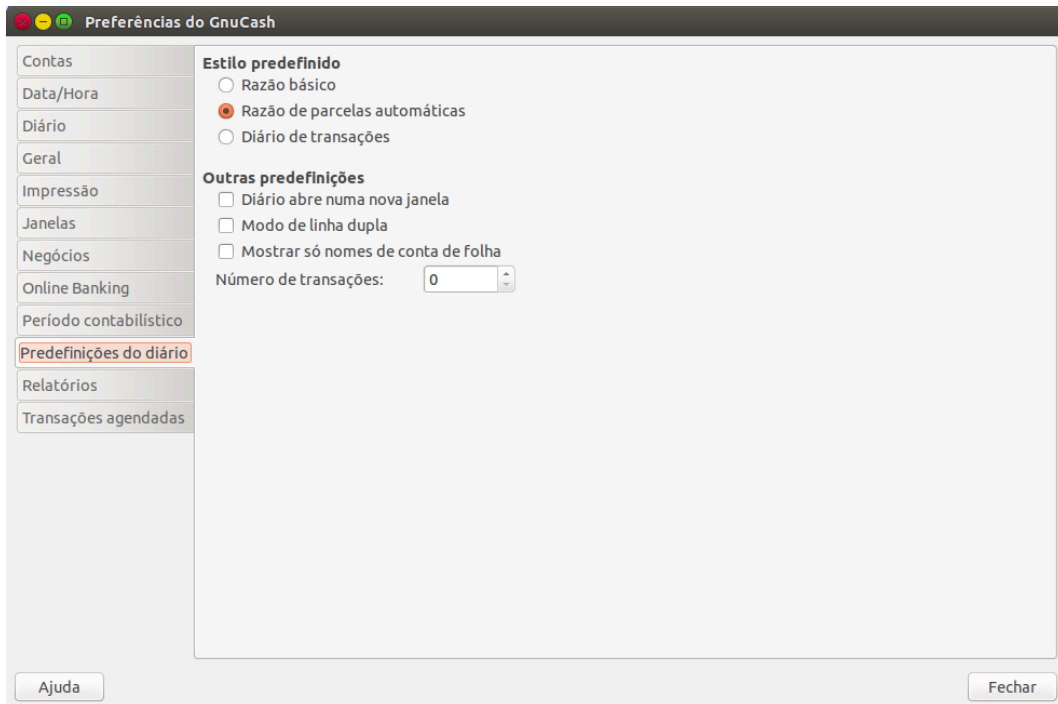 Preferências do GnuCash
Contas
Data/Hora
Diário
Geral
Impressão
Janelas
Negócios
Online Banking
Período contabilístico
Predefinições do diário
Relatórios
Transações agendadas
Estilo predefinido
Razão básico
Razão de parcelas automáticas
Diário de transações
Outras predefinições
Diário abre numa nova janela
Modo de linha dupla
Mostrar só nomes de conta de folha
Número de transações: 0
Ajuda
Fechar